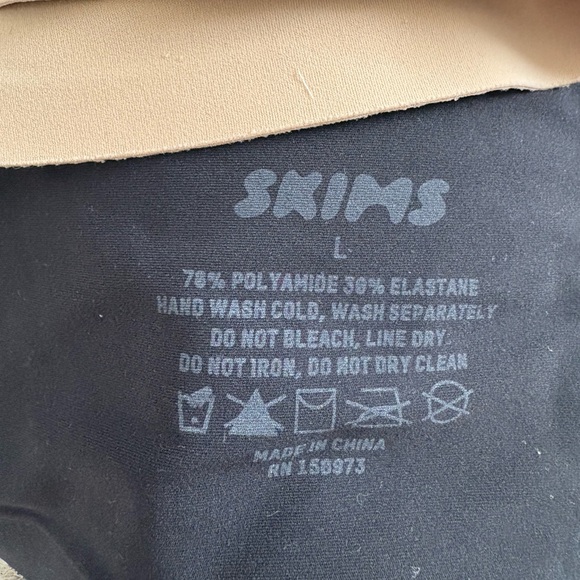 SKIMS
L
70% POLYAMIDE 30% ELASTANE
HAND WASH COLD, WASH SEPARATELY
DO NOT BLEACH, LINE DRY.
DO NOT IRON, DO NOT DRY CLEAN
MADE IN CHINA
RN 150973